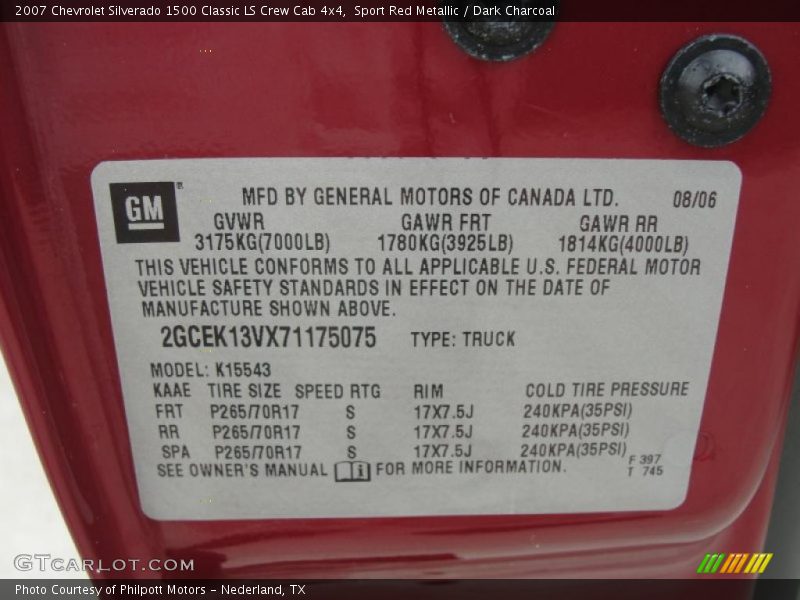 2007 Chevrolet Silverado 1500 Classic LS Crew Cab 4x4, Sport Red Metallic / Dark Charcoal
GM
MFD BY GENERAL MOTORS OF CANADA LTD. 08/06
GVWR GAWR FRT GAWR RR
3175KG(7000LB) 1780KG(3925LB) 1814KG(4000LB)
THIS VEHICLE CONFORMS TO ALL APPLICABLE U.S. FEDERAL MOTOR
VEHICLE SAFETY STANDARDS IN EFFECT ON THE DATE OF
MANUFACTURE SHOWN ABOVE.
2GCEK13VX71175075 TYPE: TRUCK
MODEL: K15543
KAAE TIRE SIZE SPEED RTG RIM COLD TIRE PRESSURE
FRT P265/70R17 S 17X7.5J 240KPA(35PSI)
RR P265/70R17 S 17X7.5J 240KPA(35PSI)
SPA P265/70R17 S 17X7.5J 240KPA(35PSI)
SEE OWNER'S MANUAL i FOR MORE INFORMATION.
F 397
T 745
GTCARLOT.COM
Photo Courtesy of Philpott Motors - Nederland, TX